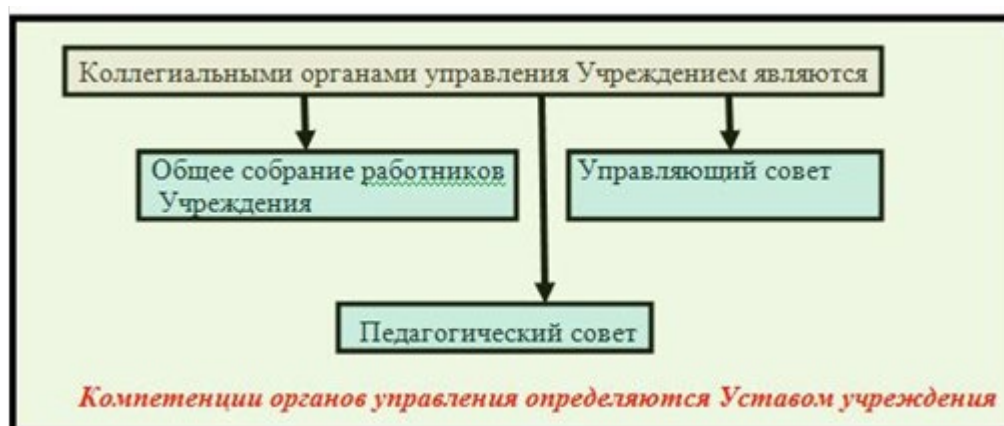 Коллегиальными органами управления Учреждением являются
Общее собрание работников
Учреждения
Управляющий совет
Педагогический совет
Компетенции органов управления определяются Уставом учреждения